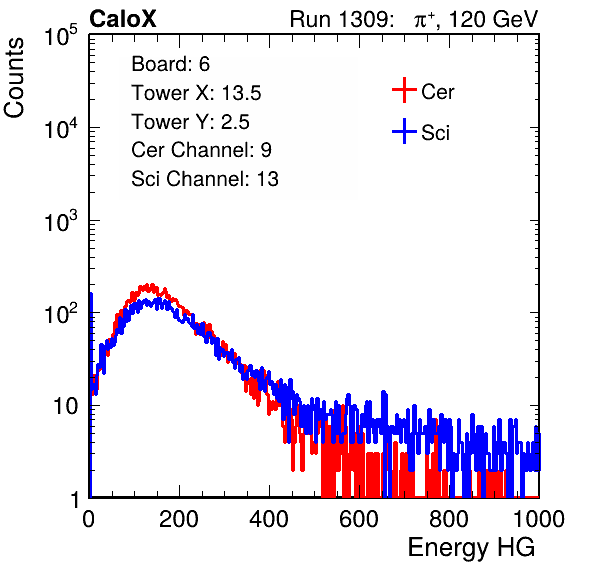 CaloX Run 1309: π⁺, 120 GeV
Counts
10⁵
10⁴
10³
10²
10
1
Board: 6
Tower X: 13.5
Tower Y: 2.5
Cer Channel: 9
Sci Channel: 13
Cer
Sci
0 200 400 600 800 1000
Energy HG